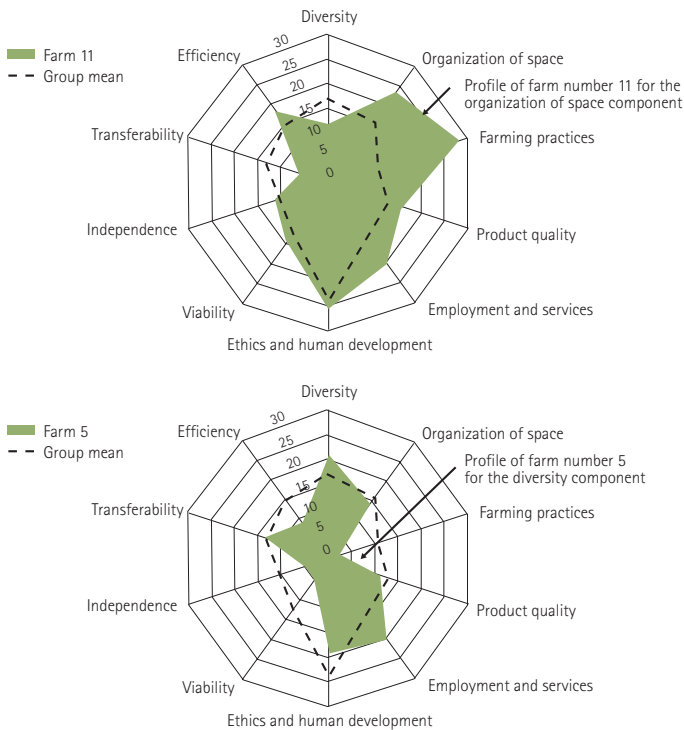 Diversity
Farm 11
Group mean
Efficiency
Organization of space
Profile of farm number 11 for the
organization of space component
Transferability
Farming practices
30
25
20
15
10
5
0
Independence
Product quality
Viability
Employment and services
Ethics and human development
Diversity
Farm 5
Group mean
Efficiency
Organization of space
Profile of farm number 5
for the diversity component
Transferability
Farming practices
30
25
20
15
10
5
0
Independence
Product quality
Viability
Employment and services
Ethics and human development